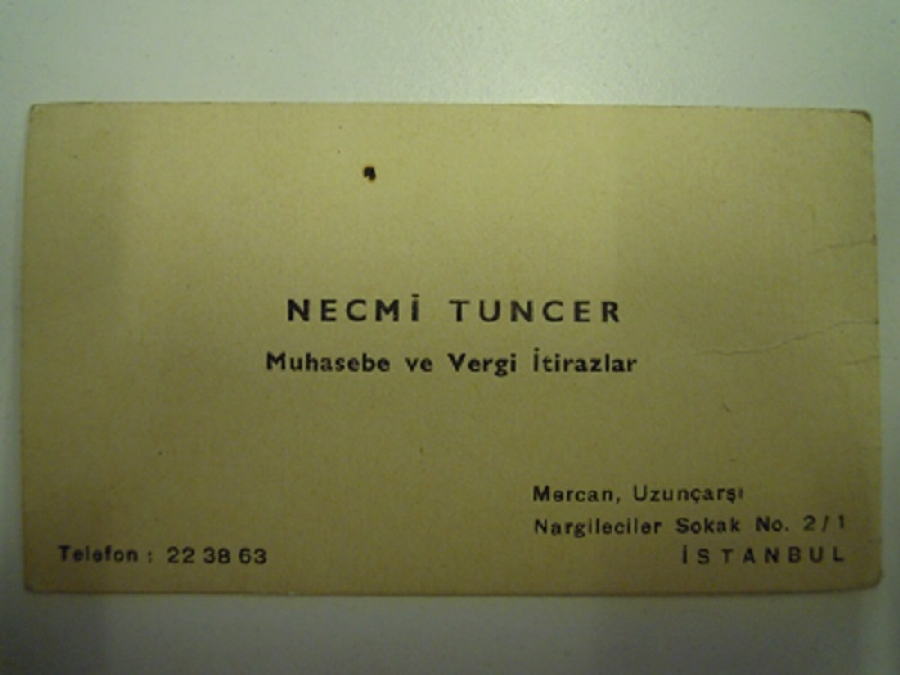 NECMİ TUNCER
Muhasebe ve Vergi İtirazlar
Mercan, Uzunçarşı
Nargileciler Sokak No. 2/1
İSTANBUL
Telefon : 22 38 63